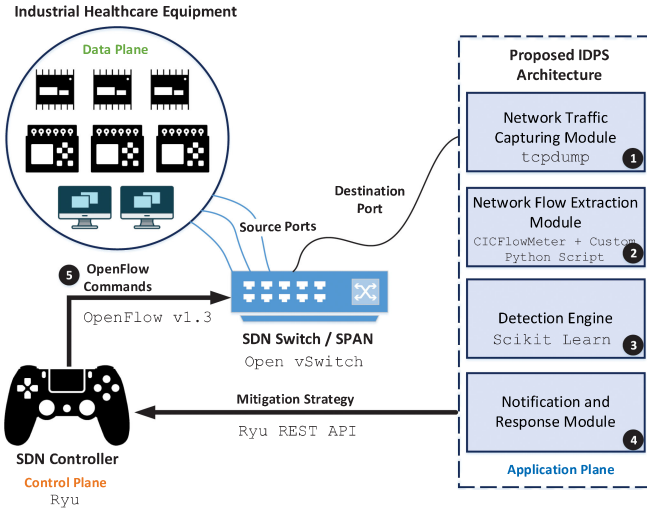 Industrial Healthcare Equipment
Data Plane
Proposed IDPS
Architecture
Network Traffic
Capturing Module
tcpdump
1
Destination
Port
Source Ports
Network Flow Extraction
Module
CICFlowMeter + Custom
Python Script
2
5
OpenFlow
Commands
OpenFlow v1.3
SDN Switch / SPAN
Open vSwitch
Detection Engine
Scikit Learn
3
Mitigation Strategy
Ryu REST API
Notification and
Response Module
4
SDN Controller
Control Plane
Ryu
Application Plane